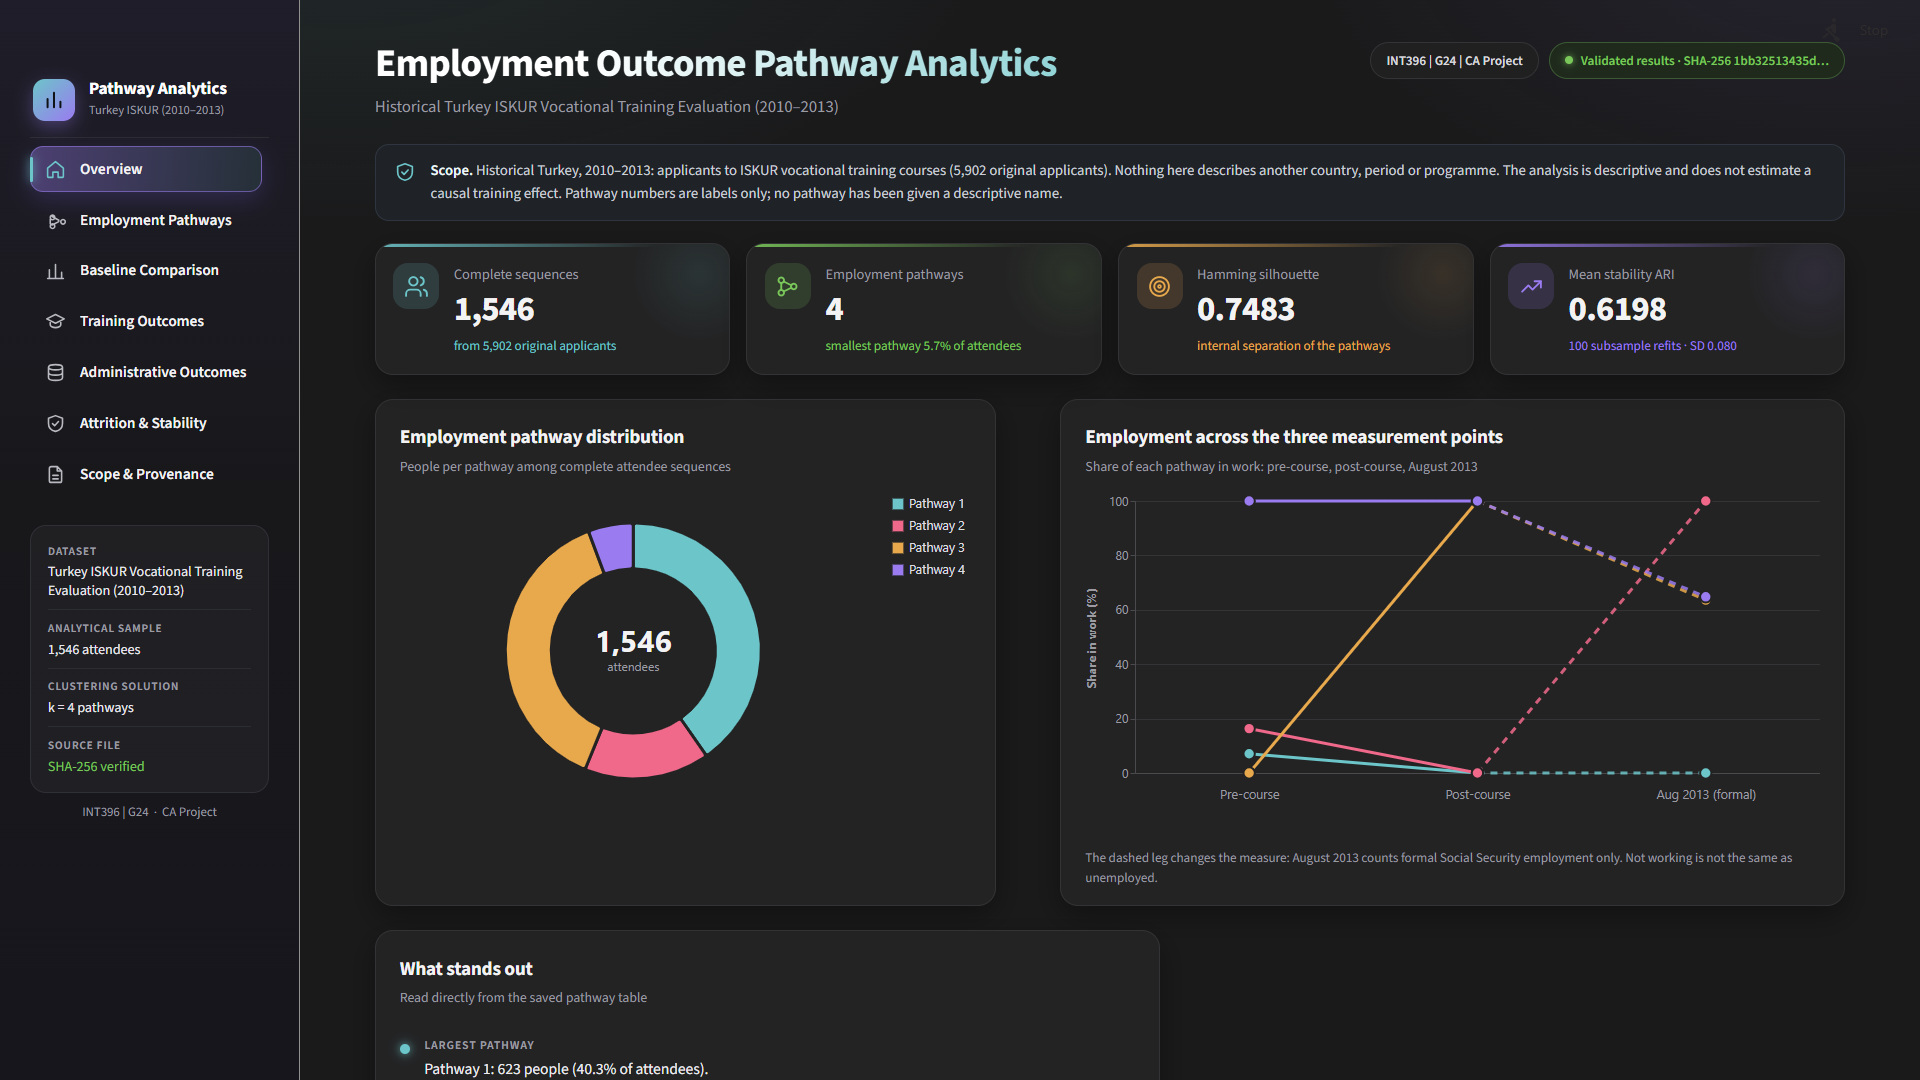 Pathway Analytics
Turkey ISKUR (2010–2013)
Overview
Employment Pathways
Baseline Comparison
Training Outcomes
Administrative Outcomes
Attrition & Stability
Scope & Provenance
DATASET
Turkey ISKUR Vocational Training
Evaluation (2010–2013)
ANALYTICAL SAMPLE
1,546 attendees
CLUSTERING SOLUTION
k = 4 pathways
SOURCE FILE
SHA-256 verified
INT396 | G24 · CA Project
Stop
Employment Outcome Pathway Analytics
INT396 | G24 | CA Project
Validated results · SHA-256 1bb32513435d…
Historical Turkey ISKUR Vocational Training Evaluation (2010–2013)
Scope. Historical Turkey, 2010–2013: applicants to ISKUR vocational training courses (5,902 original applicants). Nothing here describes another country, period or programme. The analysis is descriptive and does not estimate a
causal training effect. Pathway numbers are labels only; no pathway has been given a descriptive name.
Complete sequences
1,546
from 5,902 original applicants
Employment pathways
4
smallest pathway 5.7% of attendees
Hamming silhouette
0.7483
internal separation of the pathways
Mean stability ARI
0.6198
100 subsample refits · SD 0.080
Employment pathway distribution
People per pathway among complete attendee sequences
Pathway 1
Pathway 2
Pathway 3
Pathway 4
1,546
attendees
Employment across the three measurement points
Share of each pathway in work: pre-course, post-course, August 2013
Share in work (%)
100
80
60
40
20
0
Pre-course
Post-course
Aug 2013 (formal)
The dashed leg changes the measure: August 2013 counts formal Social Security employment only. Not working is not the same as
unemployed.
What stands out
Read directly from the saved pathway table
LARGEST PATHWAY
Pathway 1: 623 people (40.3% of attendees).